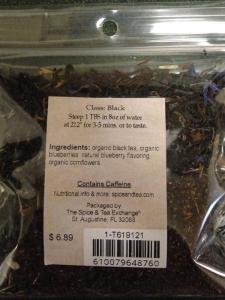 Class: Black
Steep 1 TBS in 8oz of water
at 212° for 3-5 mins. or to taste.
Ingredients: organic black tea, organic
blueberries, natural blueberry flavoring,
organic cornflowers.
Contains Caffeine
Nutritional info & more: spiceandtea.com
Packaged by
The Spice & Tea Exchange®
St. Augustine, FL 32088
$ 6.89
1-T619121
610079648760